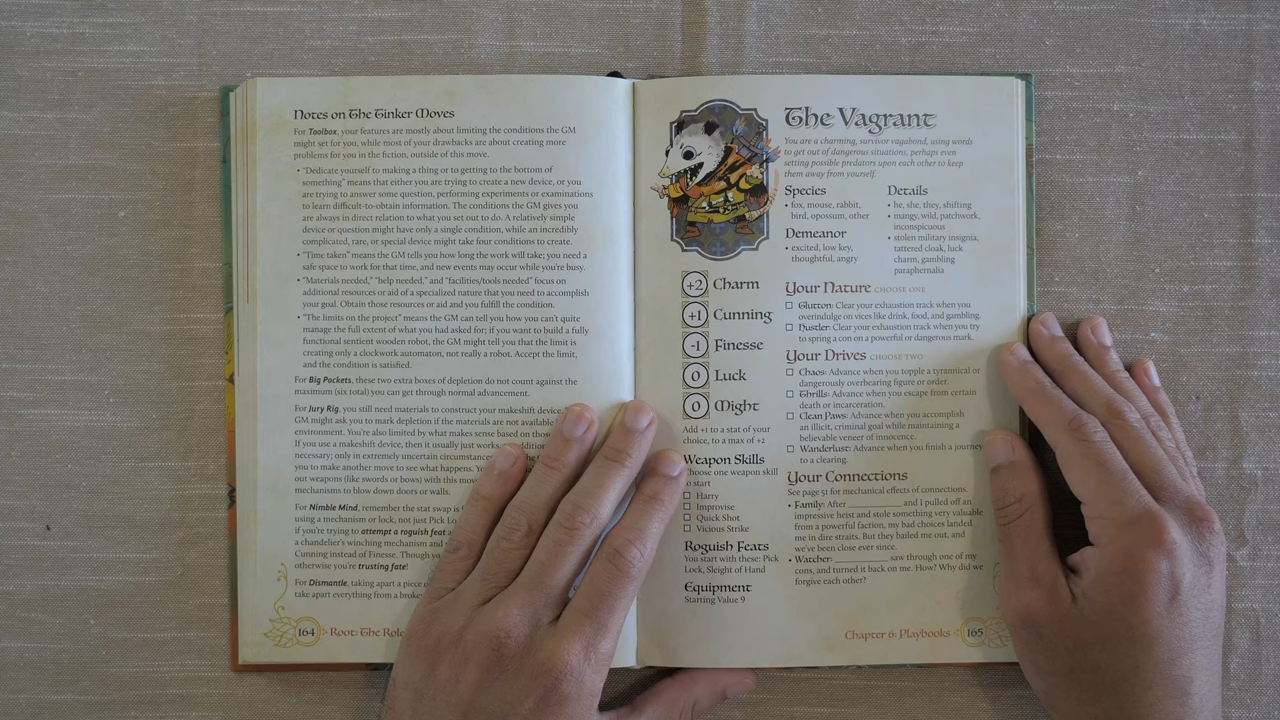 Notes on The Tinker Moves
For Toolbox, your features are mostly about limiting the conditions the GM
might set for you, while most of your drawbacks are about creating more
problems for you in the fiction, outside of this move.
• “Dedicate yourself to making a thing or to getting to the bottom of
something” means that either you are trying to create a new device, or you
are trying to answer some question, performing experiments or examinations
to learn difficult-to-obtain information. The conditions the GM gives you
are always in direct relation to what you set out to do. A relatively simple
device or question might have only a single condition, while an incredibly
complicated, rare, or special device might take four conditions to create.
• “Time taken” means the GM tells you how long the work will take; you need a
safe space to work for that time, and new events may occur while you’re busy.
• “Materials needed,” “help needed,” and “facilities/tools needed” focus on
additional resources or aid of a specialized nature that you need to accomplish
your goal. Obtain those resources or aid and you fulfill the condition.
• “The limits on the project” means the GM can tell you how you can’t quite
manage the full extent of what you had asked for; if you want to build a fully
functional sentient wooden robot, the GM might tell you that the limit is
creating only a clockwork automaton, not really a robot. Accept the limit,
and the condition is satisfied.
For Big Pockets, these two extra boxes of depletion do not count against the
maximum (six total) you can get through normal advancement.
For Jury Rig, you still need materials to construct your makeshift device.
GM might ask you to mark depletion if the materials are not available
environment. You’re also limited by what makes sense based on those
If you use a makeshift device, then it usually just works.
necessary; only in extremely uncertain circumstances
you to make another move to see what happens.
out weapons (like swords or bows) with this move
mechanisms to blow down doors or walls.
For Nimble Mind, remember the stat swap is
using a mechanism or lock, not just Pick Lo
if you’re trying to attempt a roguish feat
a chandelier’s winching mechanism and
Cunning instead of Finesse. Though yo
otherwise you’re trusting fate!
For Dismantle, taking apart a piece o
take apart everything from a broke
164 Root: The Role
The Vagrant
You are a charming, survivor vagabond, using words
to get out of dangerous situations, perhaps even
setting possible predators upon each other to keep
them away from yourself.
Species
• fox, mouse, rabbit,
bird, opossum, other
Demeanor
• excited, low key,
thoughtful, angry
Details
• he, she, they, shifting
• mangy, wild, patchwork,
inconspicuous
• stolen military insignia,
tattered cloak, luck
charm, gambling
paraphernalia
+2 Charm
+1 Cunning
-1 Finesse
0 Luck
0 Might
Add +1 to a stat of your
choice, to a max of +2
Weapon Skills
Choose one weapon skill
to start
Harry
Improvise
Quick Shot
Vicious Strike
Roguish Feats
You start with these: Pick
Lock, Sleight of Hand
Equipment
Starting Value 9
Your Nature CHOOSE ONE
Glutton: Clear your exhaustion track when you
overindulge on vices like drink, food, and gambling.
Hustler: Clear your exhaustion track when you try
to spring a con on a powerful or dangerous mark.
Your Drives CHOOSE TWO
Chaos: Advance when you topple a tyrannical or
dangerously overbearing figure or order.
Thrills: Advance when you escape from certain
death or incarceration.
Clean Paws: Advance when you accomplish
an illicit, criminal goal while maintaining a
believable veneer of innocence.
Wanderlust: Advance when you finish a journey
to a clearing.
Your Connections
See page 51 for mechanical effects of connections.
• Family: After ____________ and I pulled off an
impressive heist and stole something very valuable
from a powerful faction, my bad choices landed
me in dire straits. But they bailed me out, and
we’ve been close ever since.
• Watcher: ____________ saw through one of my
cons, and turned it back on me. How? Why did we
forgive each other?
Chapter 6: Playbooks 165